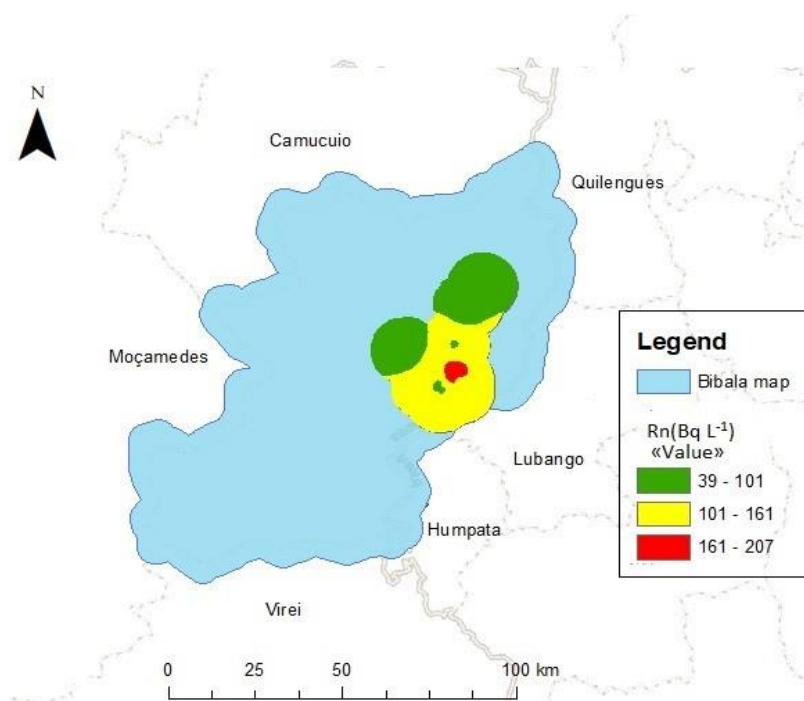 N
Camucuio
Quilengues
Moçamedes
Lubango
Humpata
Virei
Legend
Bibala map
Rn(Bq L⁻¹)
«Value»
39 - 101
101 - 161
161 - 207
0 25 50 100 km